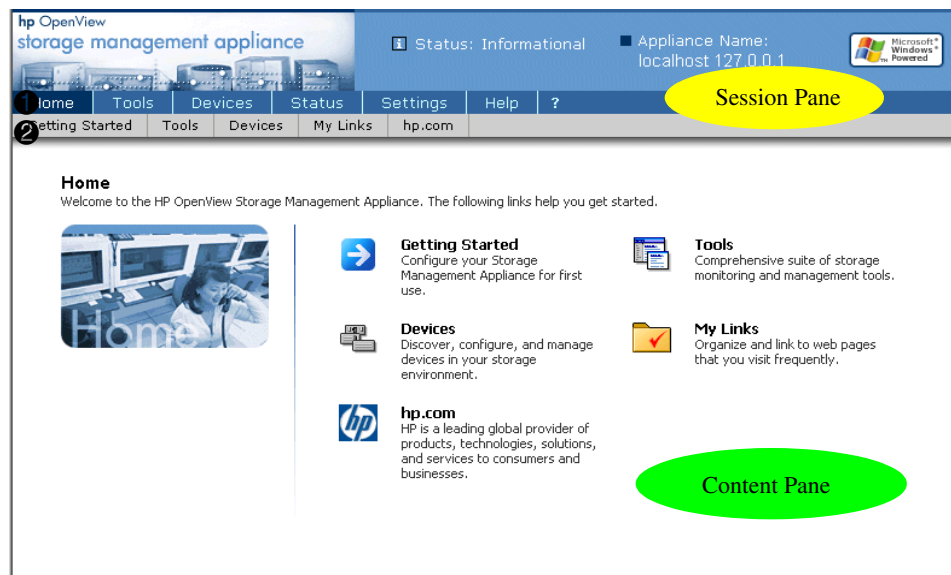 hp OpenView
storage management appliance
Status: Informational
Appliance Name:
localhost 127.0.0.1
Microsoft®
Windows®
Powered
TM
Session Pane
1
Home Tools Devices Status Settings Help ?
2
Getting Started Tools Devices My Links hp.com
Home
Welcome to the HP OpenView Storage Management Appliance. The following links help you get started.
Home
Getting Started
Configure your Storage
Management Appliance for first
use.
Tools
Comprehensive suite of storage
monitoring and management tools.
Devices
Discover, configure, and manage
devices in your storage
environment.
My Links
Organize and link to web pages
that you visit frequently.
hp
hp.com
HP is a leading global provider of
products, technologies, solutions,
and services to consumers and
businesses.
Content Pane